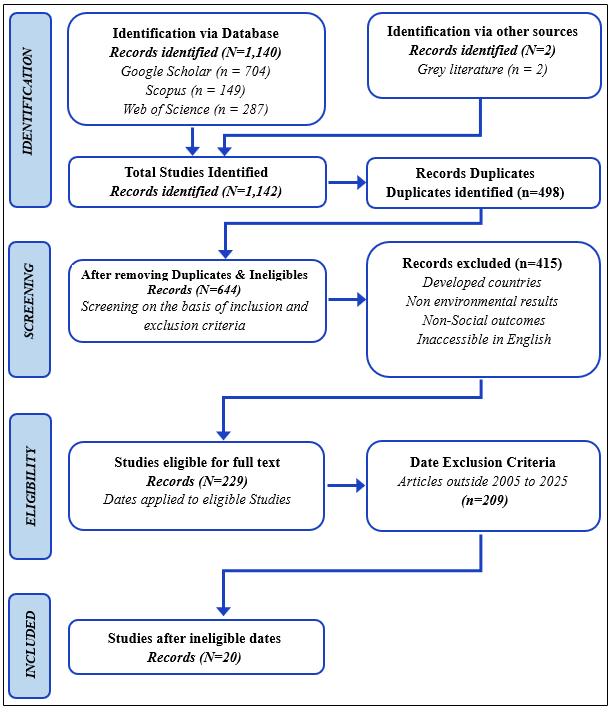 IDENTIFICATION
Identification via Database
Records identified (N=1,140)
Google Scholar (n = 704)
Scopus (n = 149)
Web of Science (n = 287)
Identification via other sources
Records identified (N=2)
Grey literature (n = 2)
Total Studies Identified
Records identified (N=1,142)
Records Duplicates
Duplicates identified (n=498)
SCREENING
After removing Duplicates & Ineligibles
Records (N=644)
Screening on the basis of inclusion and
exclusion criteria
Records excluded (n=415)
Developed countries
Non environmental results
Non-Social outcomes
Inaccessible in English
ELIGIBILITY
Studies eligible for full text
Records (N=229)
Dates applied to eligible Studies
Date Exclusion Criteria
Articles outside 2005 to 2025
(n=209)
INCLUDED
Studies after ineligible dates
Records (N=20)